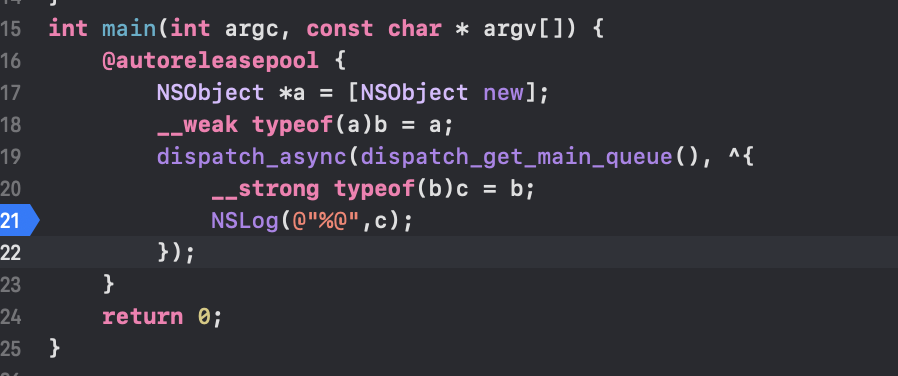 15 int main(int argc, const char * argv[]) {
16 @autoreleasepool {
17 NSObject *a = [NSObject new];
18 __weak typeof(a)b = a;
19 dispatch_async(dispatch_get_main_queue(), ^{
20 __strong typeof(b)c = b;
21 NSLog(@"%@",c);
22 });
23 }
24 return 0;
25 }